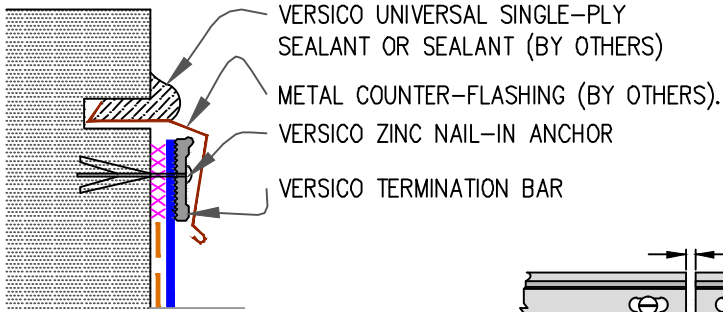 VERSICO UNIVERSAL SINGLE-PLY
SEALANT OR SEALANT (BY OTHERS)
METAL COUNTER-FLASHING (BY OTHERS).
VERSICO ZINC NAIL-IN ANCHOR
VERSICO TERMINATION BAR